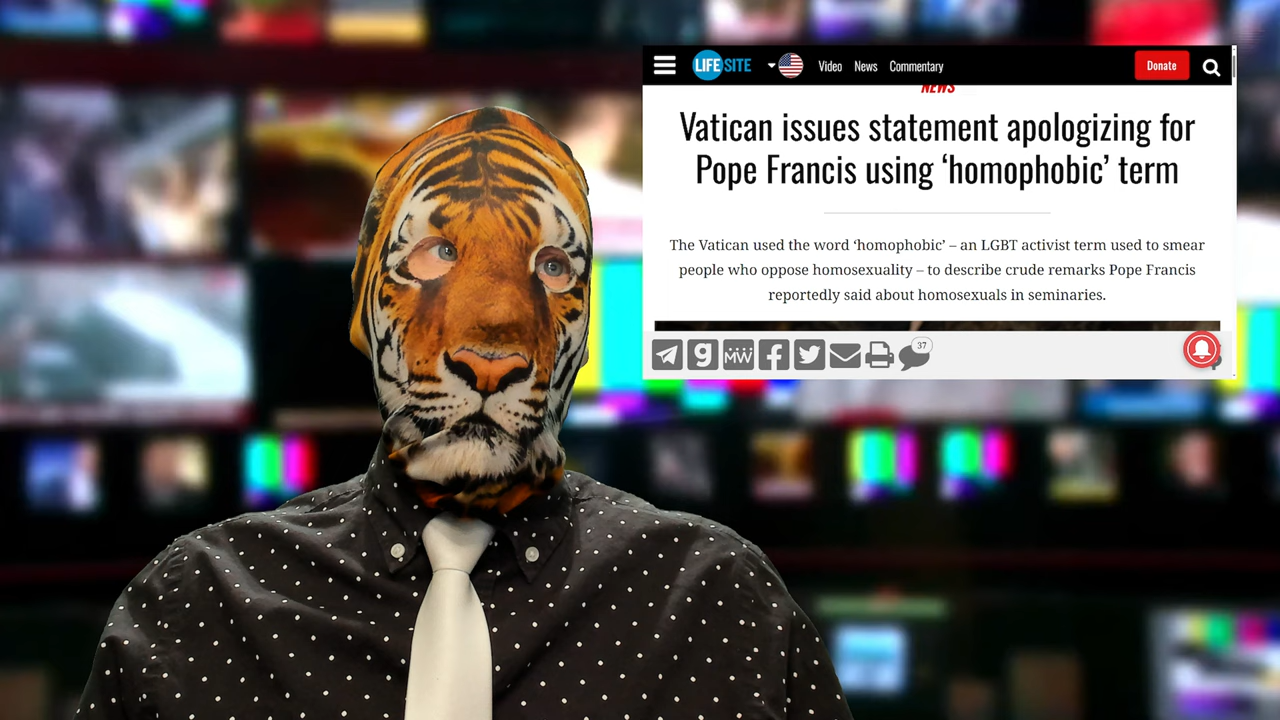 LIFE SITE
Video News Commentary
Donate
NEWS
Vatican issues statement apologizing for
Pope Francis using ‘homophobic’ term
The Vatican used the word ‘homophobic’ – an LGBT activist term used to smear
people who oppose homosexuality – to describe crude remarks Pope Francis
reportedly said about homosexuals in seminaries.
MW
37